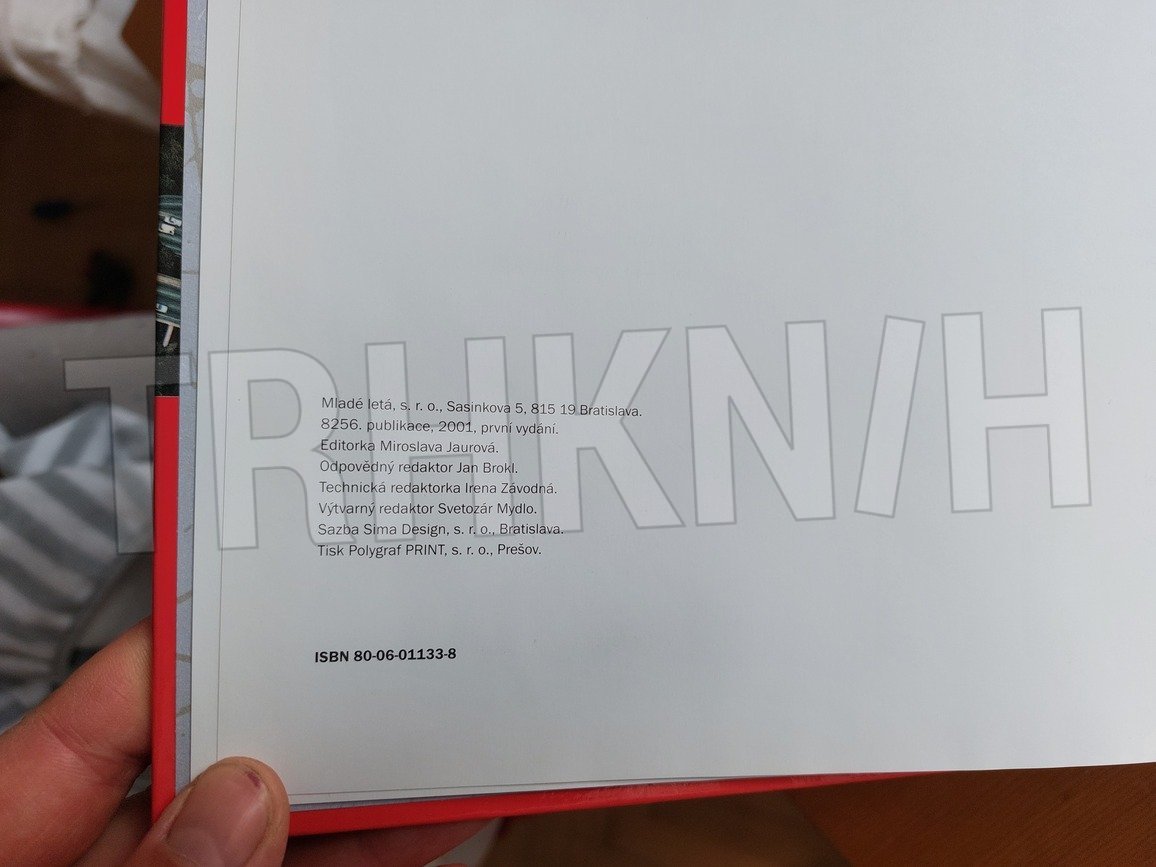 Mladé letá, s. r. o., Sasinkova 5, 815 19 Bratislava.
8256. publikace, 2001, první vydání.
Editorka Miroslava Jaurová.
Odpovědný redaktor Jan Brokl.
Technická redaktorka Irena Závodná.
Výtvarný redaktor Svetozár Mydlo.
Sazba Sima Design, s. r. o., Bratislava.
Tisk Polygraf PRINT, s. r. o., Prešov.
ISBN 80-06-01133-8
TRHKN/H